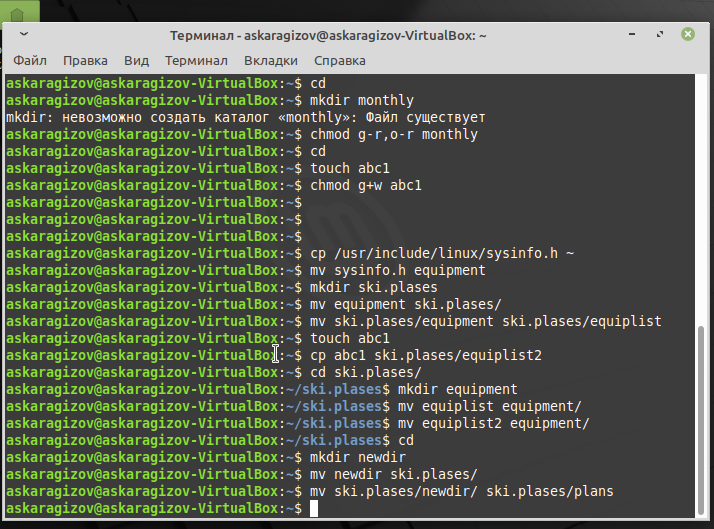 Терминал - askaragizov@askaragizov-VirtualBox: ~
Файл Правка Вид Терминал Вкладки Справка
askaragizov@askaragizov-VirtualBox:~$ cd
askaragizov@askaragizov-VirtualBox:~$ mkdir monthly
mkdir: невозможно создать каталог «monthly»: Файл существует
askaragizov@askaragizov-VirtualBox:~$ chmod g-r,o-r monthly
askaragizov@askaragizov-VirtualBox:~$ cd
askaragizov@askaragizov-VirtualBox:~$ touch abc1
askaragizov@askaragizov-VirtualBox:~$ chmod g+w abc1
askaragizov@askaragizov-VirtualBox:~$
askaragizov@askaragizov-VirtualBox:~$
askaragizov@askaragizov-VirtualBox:~$
askaragizov@askaragizov-VirtualBox:~$ cp /usr/include/linux/sysinfo.h ~
askaragizov@askaragizov-VirtualBox:~$ mv sysinfo.h equipment
askaragizov@askaragizov-VirtualBox:~$ mkdir ski.plases
askaragizov@askaragizov-VirtualBox:~$ mv equipment ski.plases/
askaragizov@askaragizov-VirtualBox:~$ mv ski.plases/equipment ski.plases/equiplist
askaragizov@askaragizov-VirtualBox:~$ touch abc1
askaragizov@askaragizov-VirtualBox:~$ cp abc1 ski.plases/equiplist2
askaragizov@askaragizov-VirtualBox:~$ cd ski.plases/
askaragizov@askaragizov-VirtualBox:~/ski.plases$ mkdir equipment
askaragizov@askaragizov-VirtualBox:~/ski.plases$ mv equiplist equipment/
askaragizov@askaragizov-VirtualBox:~/ski.plases$ mv equiplist2 equipment/
askaragizov@askaragizov-VirtualBox:~/ski.plases$ cd
askaragizov@askaragizov-VirtualBox:~$ mkdir newdir
askaragizov@askaragizov-VirtualBox:~$ mv newdir ski.plases/
askaragizov@askaragizov-VirtualBox:~$ mv ski.plases/newdir/ ski.plases/plans
askaragizov@askaragizov-VirtualBox:~$